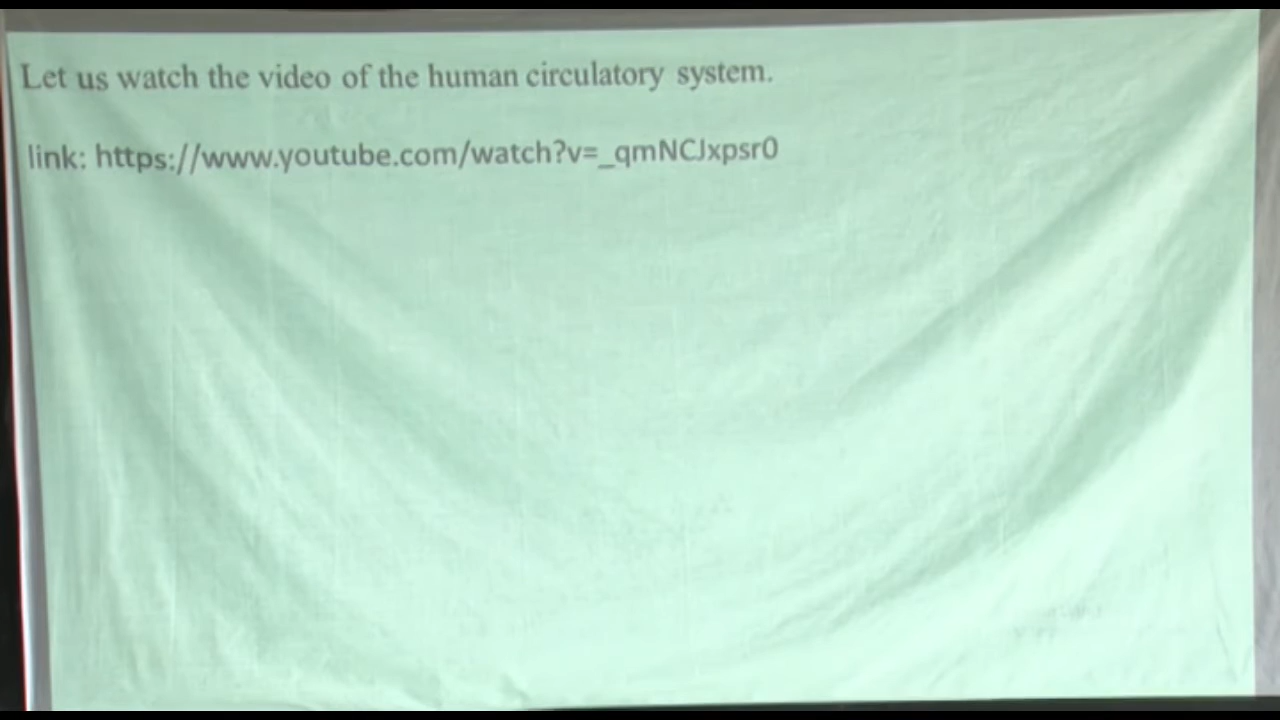 Let us watch the video of the human circulatory system.
link: https://www.youtube.com/watch?v=_qmNCJxpsr0